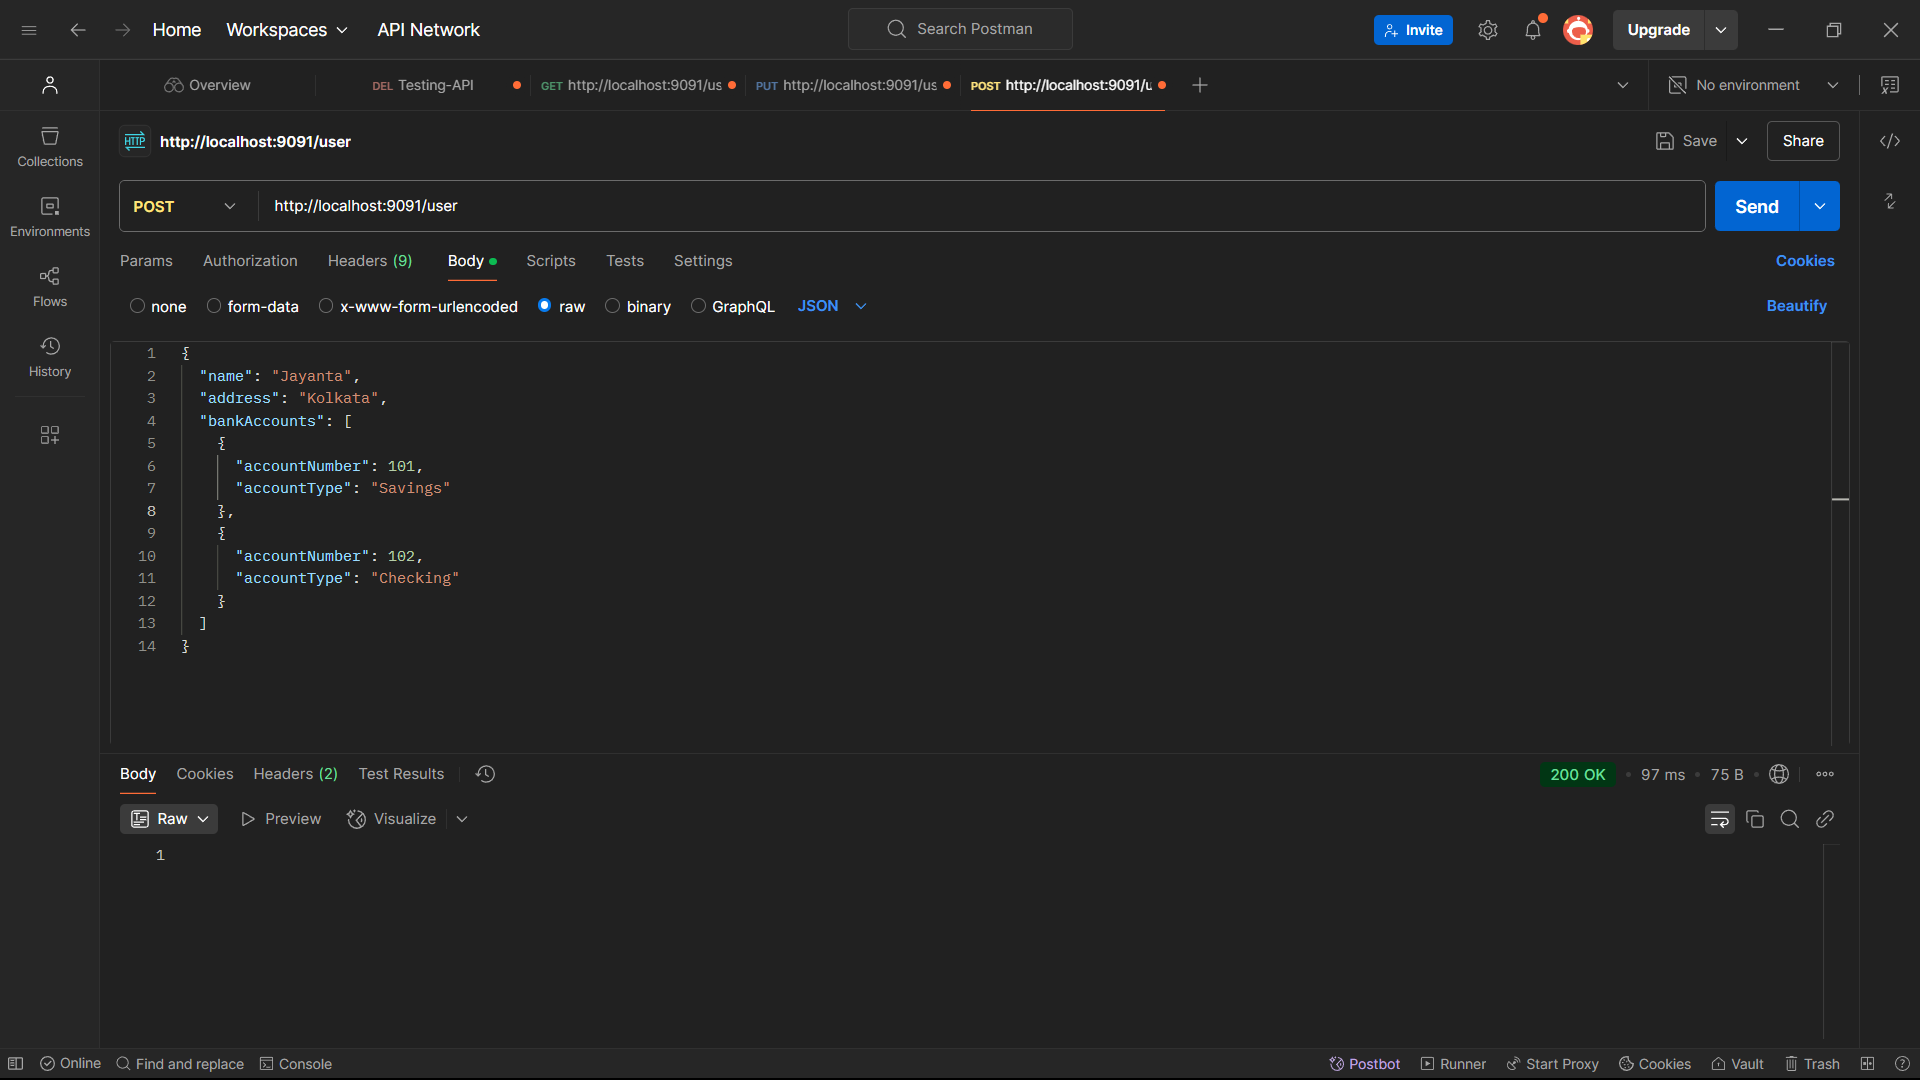 Home Workspaces API Network Search Postman Invite Upgrade
Overview DEL Testing-API GET http://localhost:9091/us PUT http://localhost:9091/us POST http://localhost:9091/u No environment
HTTP http://localhost:9091/user Save Share
POST http://localhost:9091/user Send
Params Authorization Headers (9) Body Scripts Tests Settings Cookies
none form-data x-www-form-urlencoded raw binary GraphQL JSON Beautify
Collections
Environments
Flows
History
1 {
2 "name": "Jayanta",
3 "address": "Kolkata",
4 "bankAccounts": [
5 {
6 "accountNumber": 101,
7 "accountType": "Savings"
8 },
9 {
10 "accountNumber": 102,
11 "accountType": "Checking"
12 }
13 ]
14 }
Body Cookies Headers (2) Test Results 200 OK • 97 ms • 75 B •
Raw Preview Visualize
1
Online Find and replace Console Postbot Runner Start Proxy Cookies Vault Trash